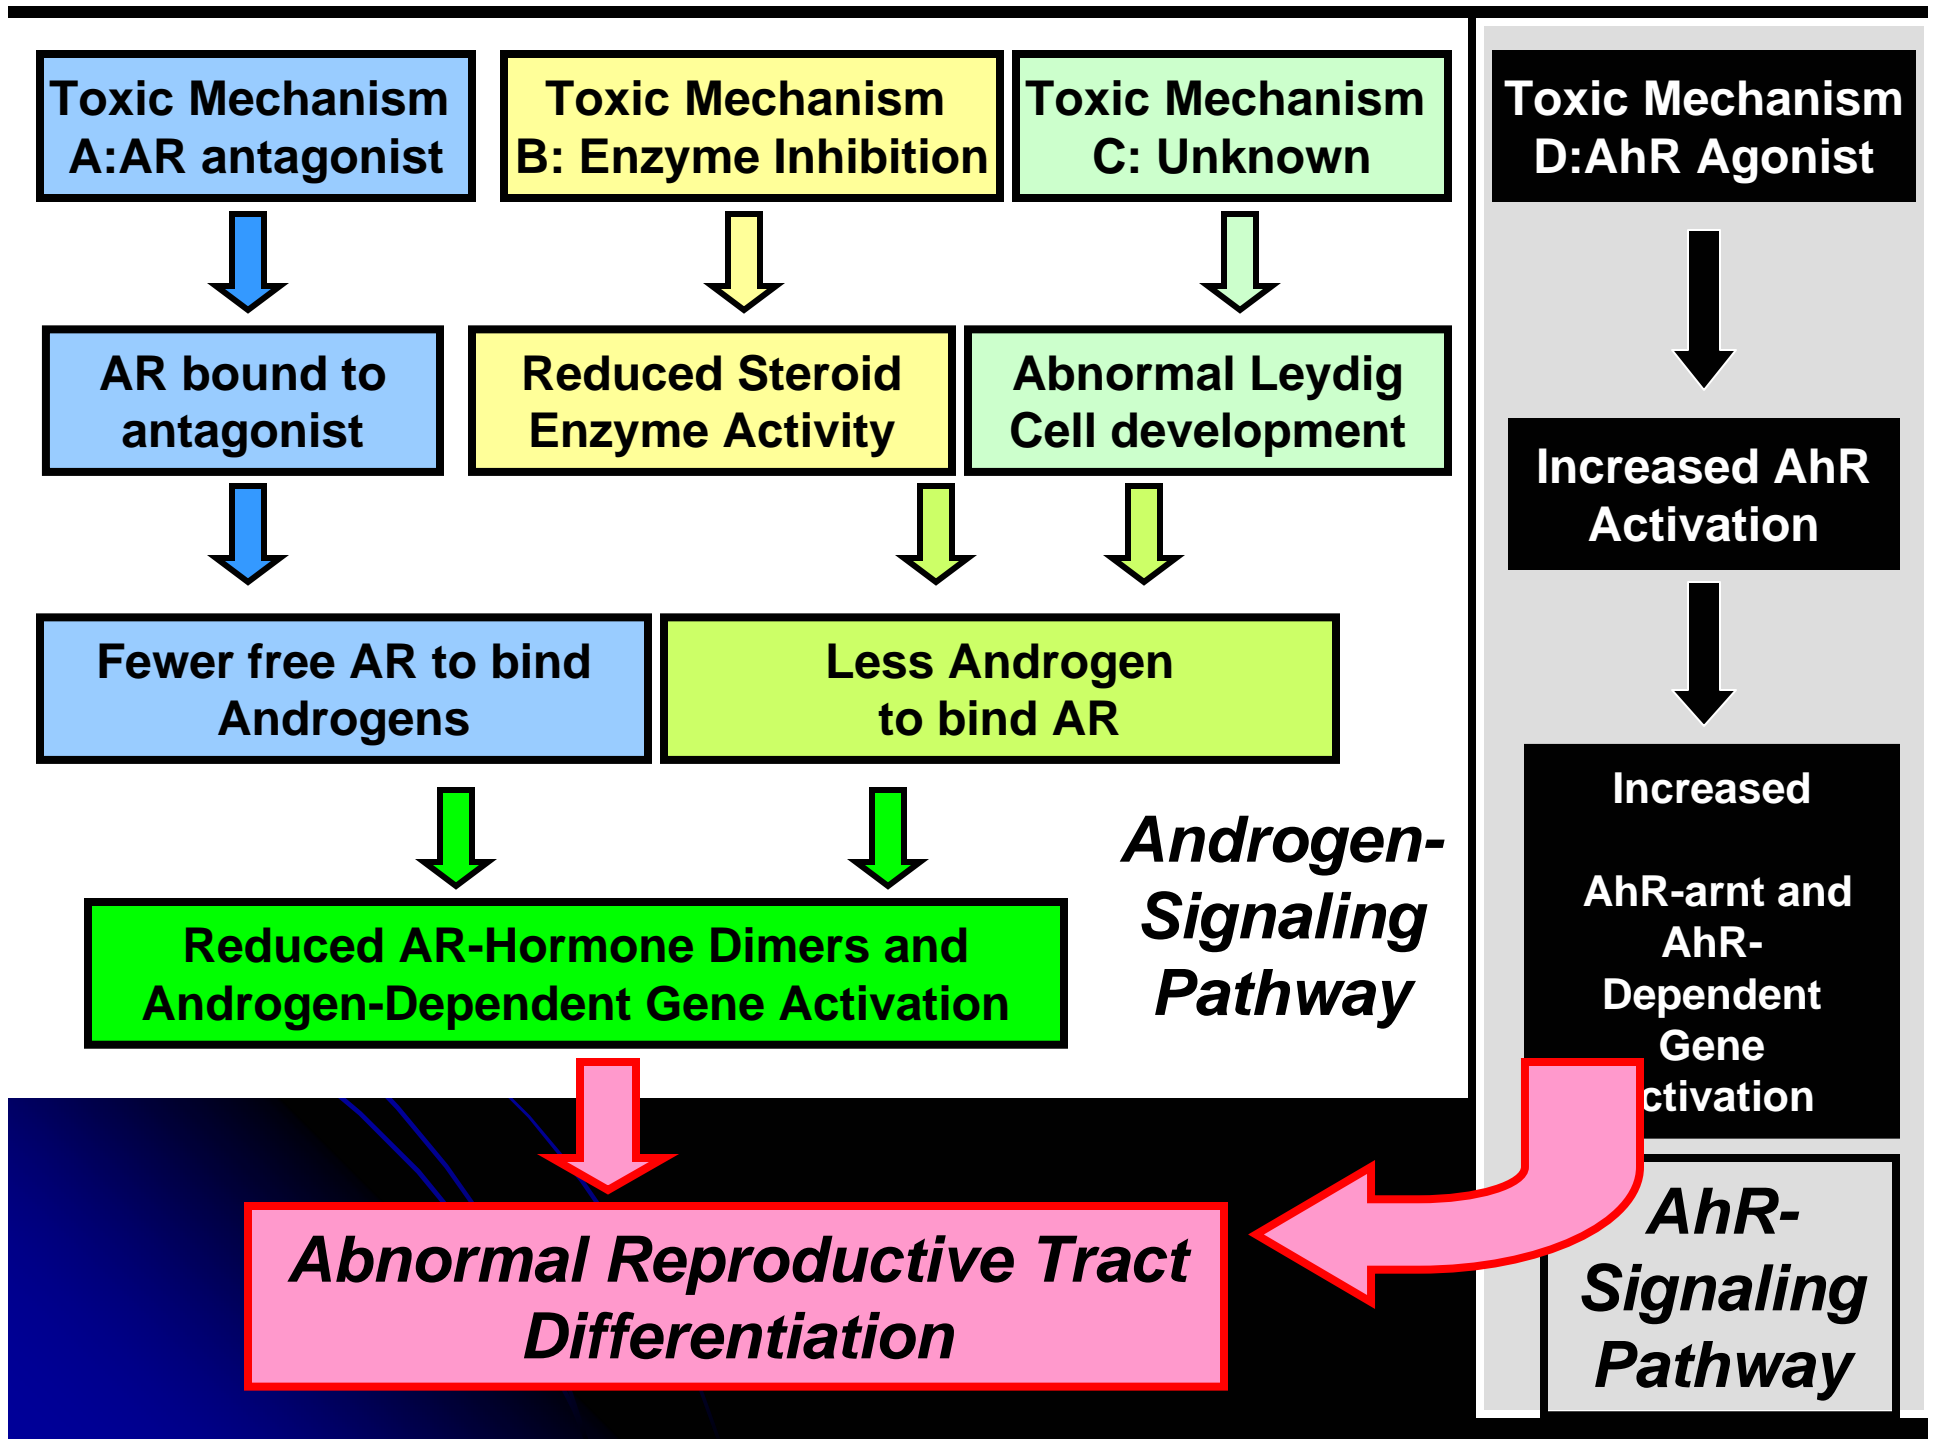 Toxic Mechanism
A:AR antagonist
Toxic Mechanism
B: Enzyme Inhibition
Toxic Mechanism
C: Unknown
Toxic Mechanism
D:AhR Agonist
AR bound to
antagonist
Reduced Steroid
Enzyme Activity
Abnormal Leydig
Cell development
Increased AhR
Activation
Fewer free AR to bind
Androgens
Less Androgen
to bind AR
Increased
AhR-arnt and
AhR-
Dependent
Gene
ctivation
Androgen-
Signaling
Pathway
Reduced AR-Hormone Dimers and
Androgen-Dependent Gene Activation
Abnormal Reproductive Tract
Differentiation
AhR-
Signaling
Pathway